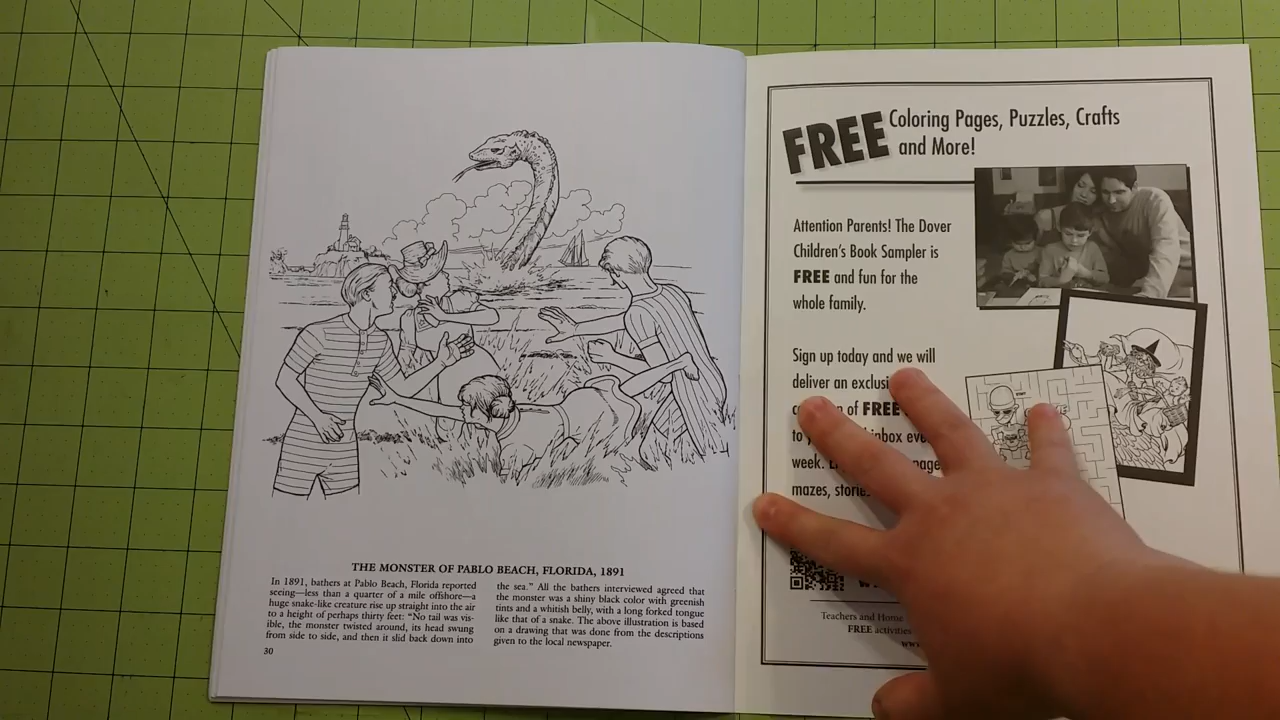 THE MONSTER OF PABLO BEACH, FLORIDA, 1891
In 1891, bathers at Pablo Beach, Florida reported
seeing—less than a quarter of a mile offshore—a
huge snake-like creature rise up straight into the air
to a height of perhaps thirty feet: “No tail was vis-
ible, the monster twisted around, its head swung
from side to side, and then it slid back down into
the sea.” All the bathers interviewed agreed that
the monster was a shiny black color with greenish
tints and a whitish belly, with a long forked tongue
like that of a snake. The above illustration is based
on a drawing that was done from the descriptions
given to the local newspaper.
30
FREE Coloring Pages, Puzzles, Crafts
and More!
Attention Parents! The Dover
Children's Book Sampler is
FREE and fun for the
whole family.
Sign up today and we will
deliver an
of FREE
to inbox
week.
mazes,
Teachers and Home
FREE activities